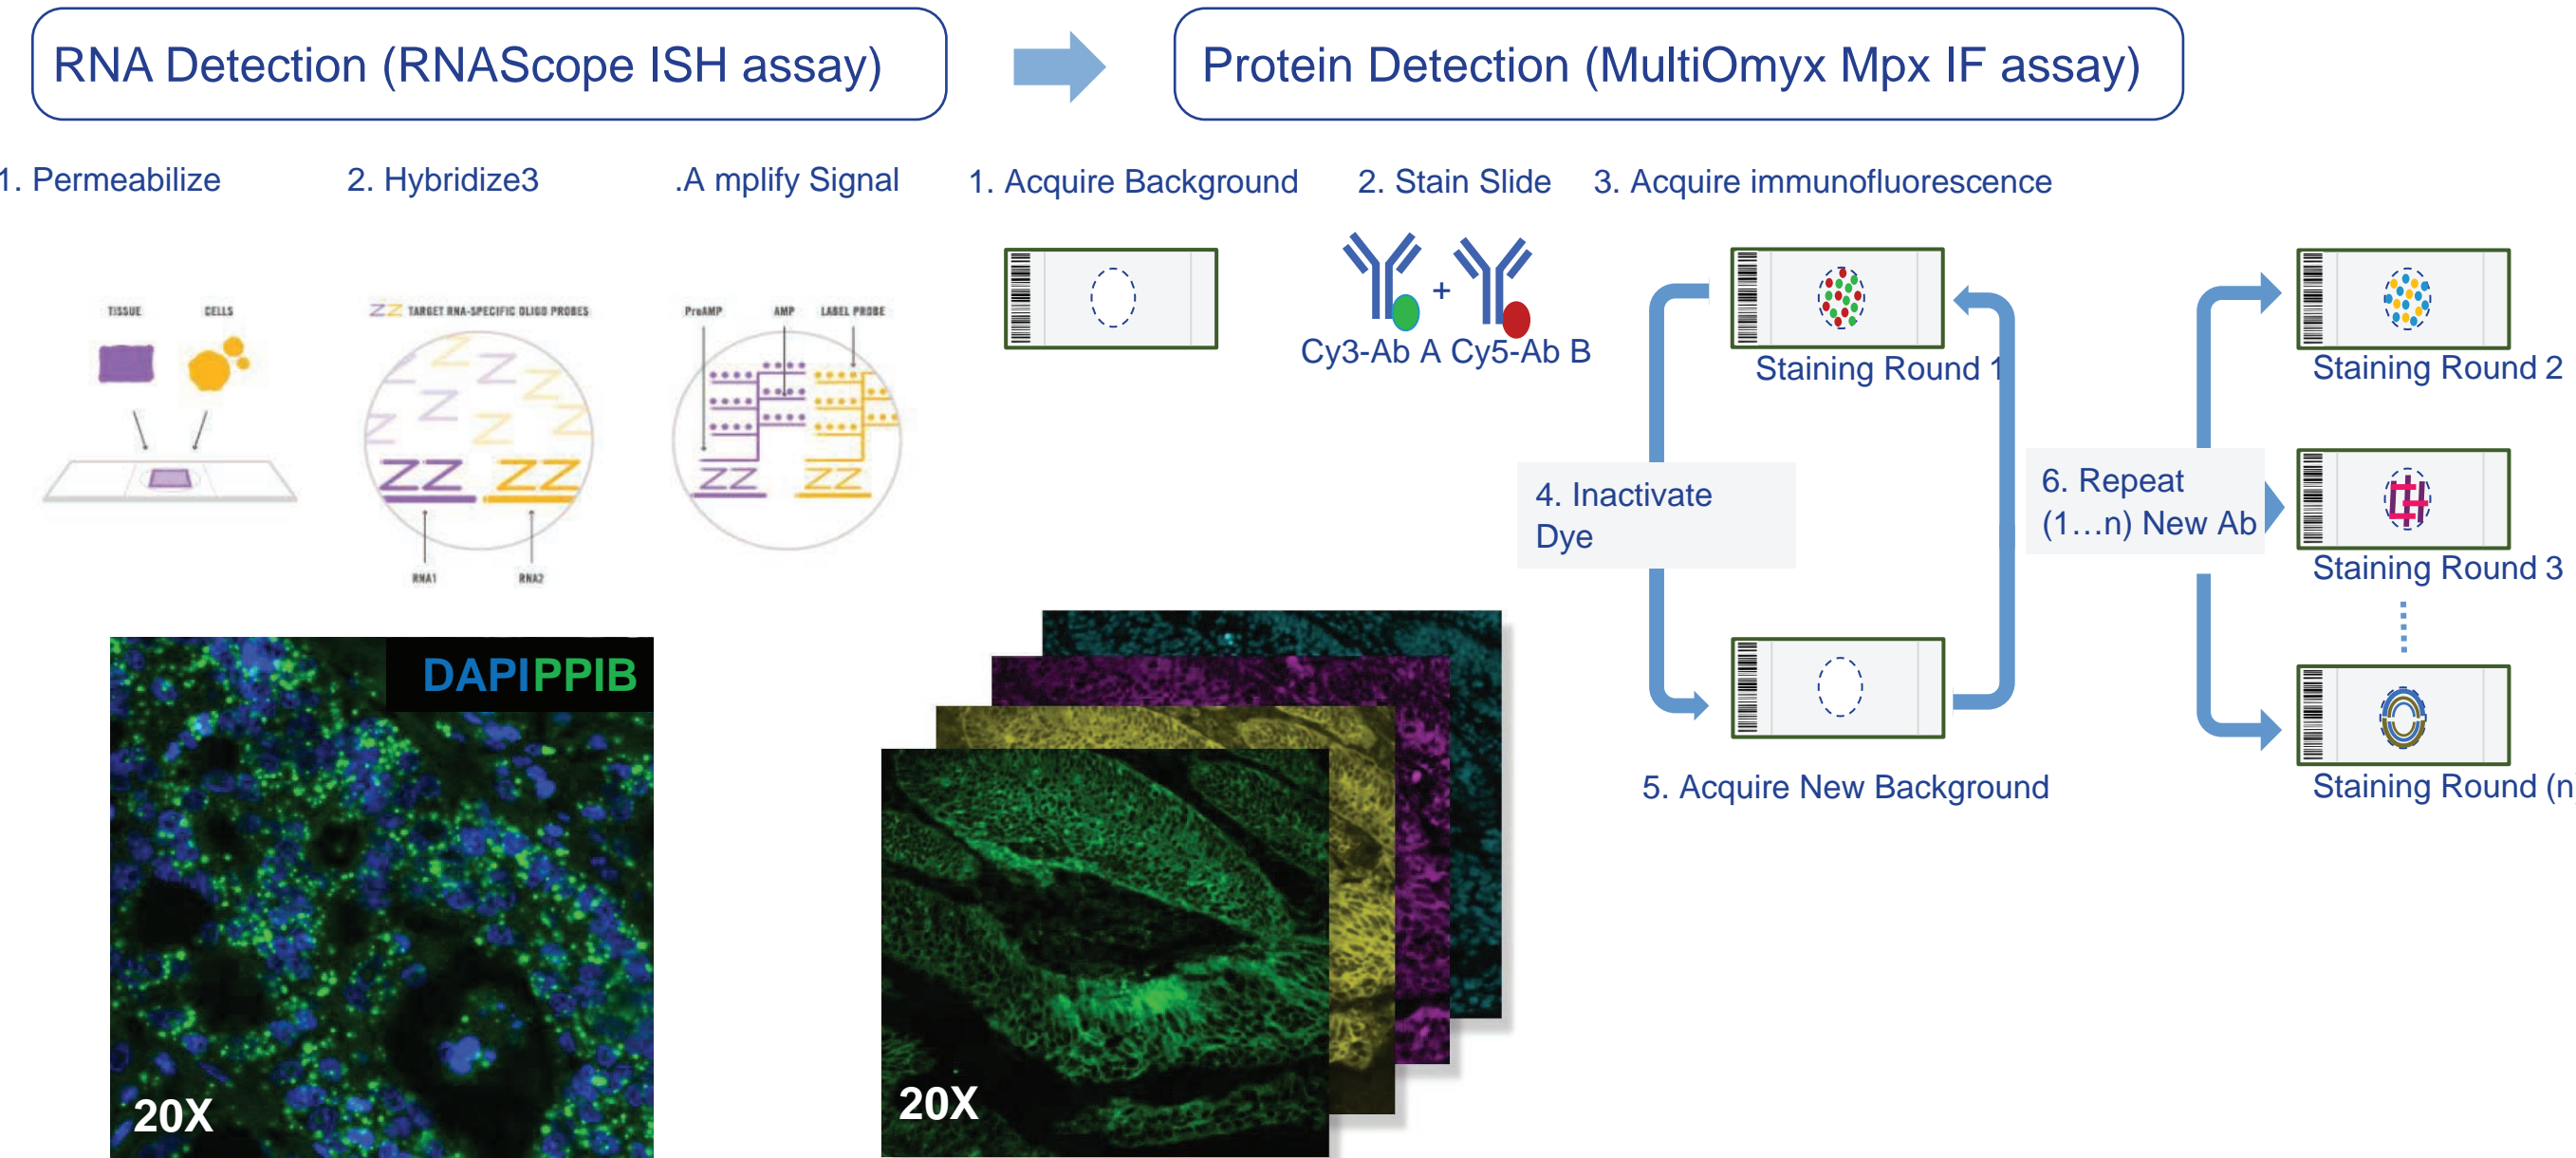 RNA Detection (RNAScope ISH assay)
Protein Detection (MultiOmyx Mpx IF assay)
1. Permeabilize
2. Hybridize3
.A mplify Signal
1. Acquire Background
2. Stain Slide
3. Acquire immunofluorescence
TISSUE
CELLS
ZZ TARGET RNA-SPECIFIC OLIGO PROBES
PreAMP
AMP
LABEL PROBE
RNA1
RNA2
+
Cy3-Ab A Cy5-Ab B
Staining Round 1
4. Inactivate
Dye
5. Acquire New Background
6. Repeat
(1…n) New Ab
Staining Round 2
Staining Round 3
Staining Round (n)
DAPIPPIB
20X
20X